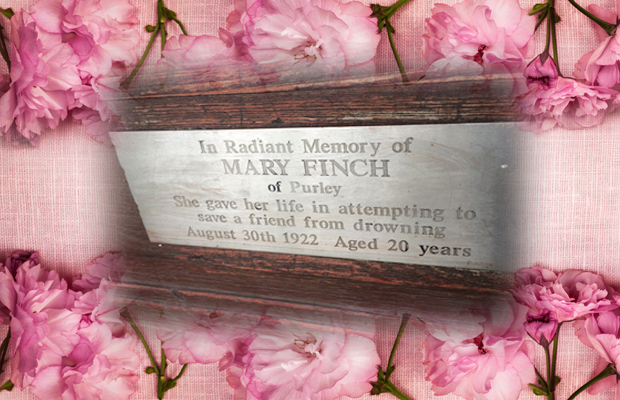 In Radiant Memory of
MARY FINCH
of Purley
She gave her life in attempting to
save a friend from drowning
August 30th 1922 Aged 20 years